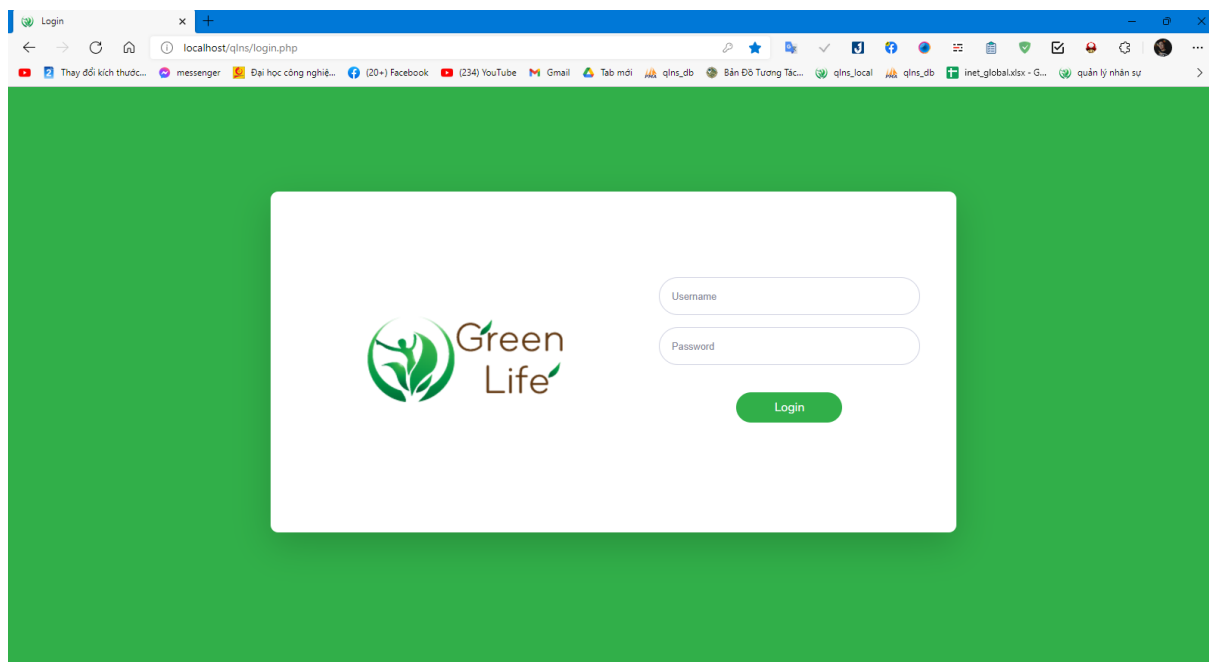 Login
localhost/qlns/login.php
Thay đổi kích thước... messenger Đại học công nghiệ... (20+) Facebook (234) YouTube Gmail Tab mới qlns_db Bản Đồ Tương Tác... qlns_local qlns_db inet_global.xlsx - G... quản lý nhân sự
Username
Green
Life
Password
Login